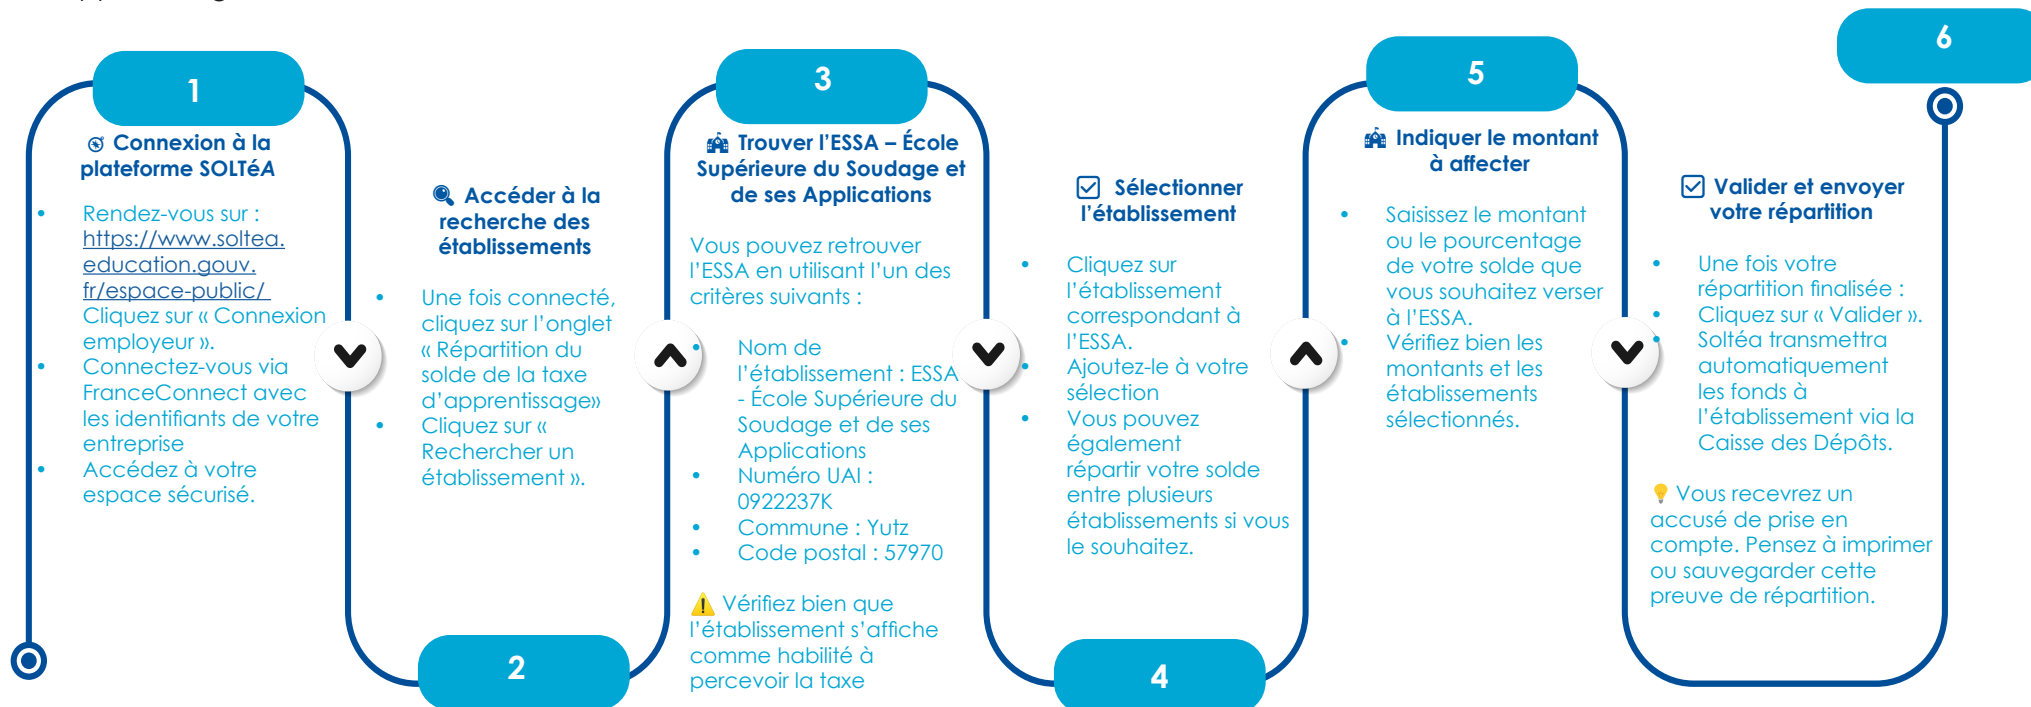 1
Connexion à la
plateforme SOLTéA
• Rendez-vous sur :
https://www.soltea.
education.gouv.
fr/espace-public/
Cliquez sur « Connexion
employeur ».
• Connectez-vous via
FranceConnect avec
les identifiants de votre
entreprise
• Accédez à votre
espace sécurisé.
2
Accéder à la
recherche des
établissements
• Une fois connecté,
cliquez sur l’onglet
« Répartition du
solde de la taxe
d’apprentissage»
• Cliquez sur «
Rechercher un
établissement ».
3
Trouver l’ESSA – École
Supérieure du Soudage et
de ses Applications
Vous pouvez retrouver
l’ESSA en utilisant l’un des
critères suivants :
• Nom de
l’établissement : ESSA
- École Supérieure du
Soudage et de ses
Applications
• Numéro UAI :
0922237K
• Commune : Yutz
• Code postal : 57970
⚠️ Vérifiez bien que
l’établissement s’affiche
comme habilité à
percevoir la taxe
4
Sélectionner
l’établissement
• Cliquez sur
l’établissement
correspondant à
l’ESSA.
• Ajoutez-le à votre
sélection
• Vous pouvez
également
répartir votre solde
entre plusieurs
établissements si vous
le souhaitez.
5
Indiquer le montant
à affecter
• Saisissez le montant
ou le pourcentage
de votre solde que
vous souhaitez verser
à l’ESSA.
• Vérifiez bien les
montants et les
établissements
sélectionnés.
6
Valider et envoyer
votre répartition
• Une fois votre
répartition finalisée :
• Cliquez sur « Valider ».
• Soltéa transmettra
automatiquement
les fonds à
l’établissement via la
Caisse des Dépôts.
💡 Vous recevrez un
accusé de prise en
compte. Pensez à imprimer
ou sauvegarder cette
preuve de répartition.